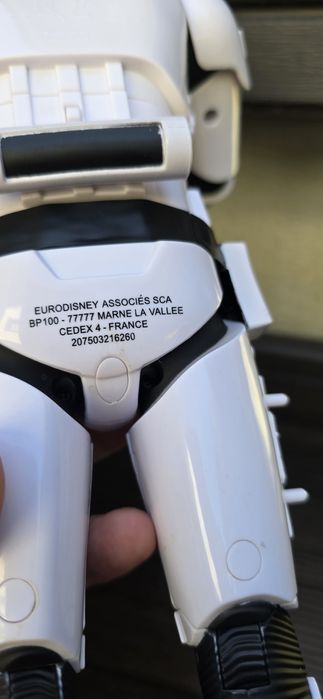 EURODISNEY ASSOCIÉS SCA
BP100 - 77777 MARNE LA VALLEE
CEDEX 4 - FRANCE
207503216260